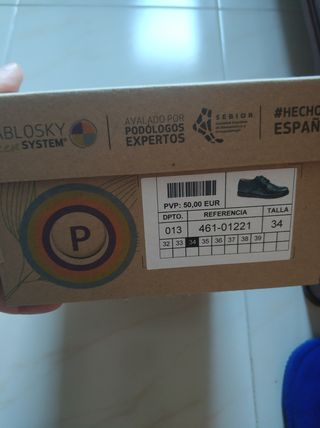 ABLOSKY
SYSTEM®
AVALADO POR
PODÓLOGOS
EXPERTOS
SEBIOR
#HECHO
ESPAÑ
PVP: 50,00 EUR
DPTO. REFERENCIA TALLA
013 461-01221 34
32 33 34 35 36 37 38 39
P